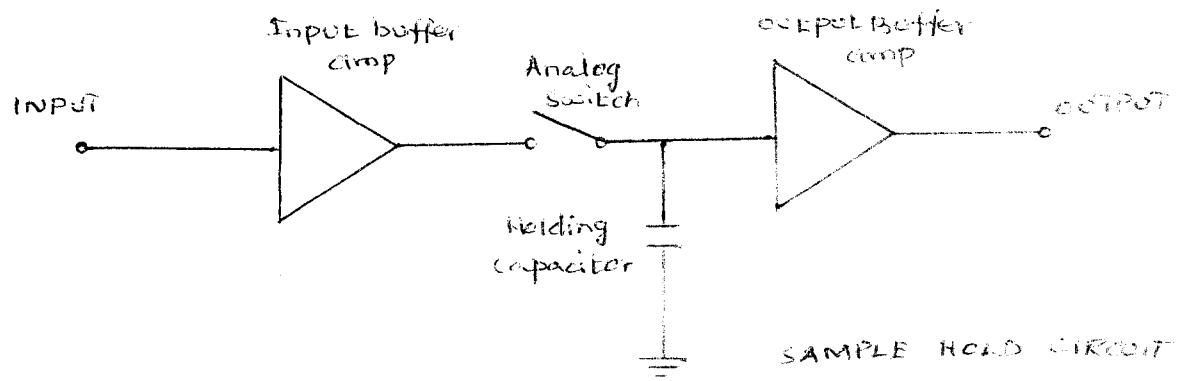 Input buffer
amp
output Buffer
amp
Analog
switch
INPUT
OUTPUT
Holding
capacitor
SAMPLE HOLD CIRCUIT